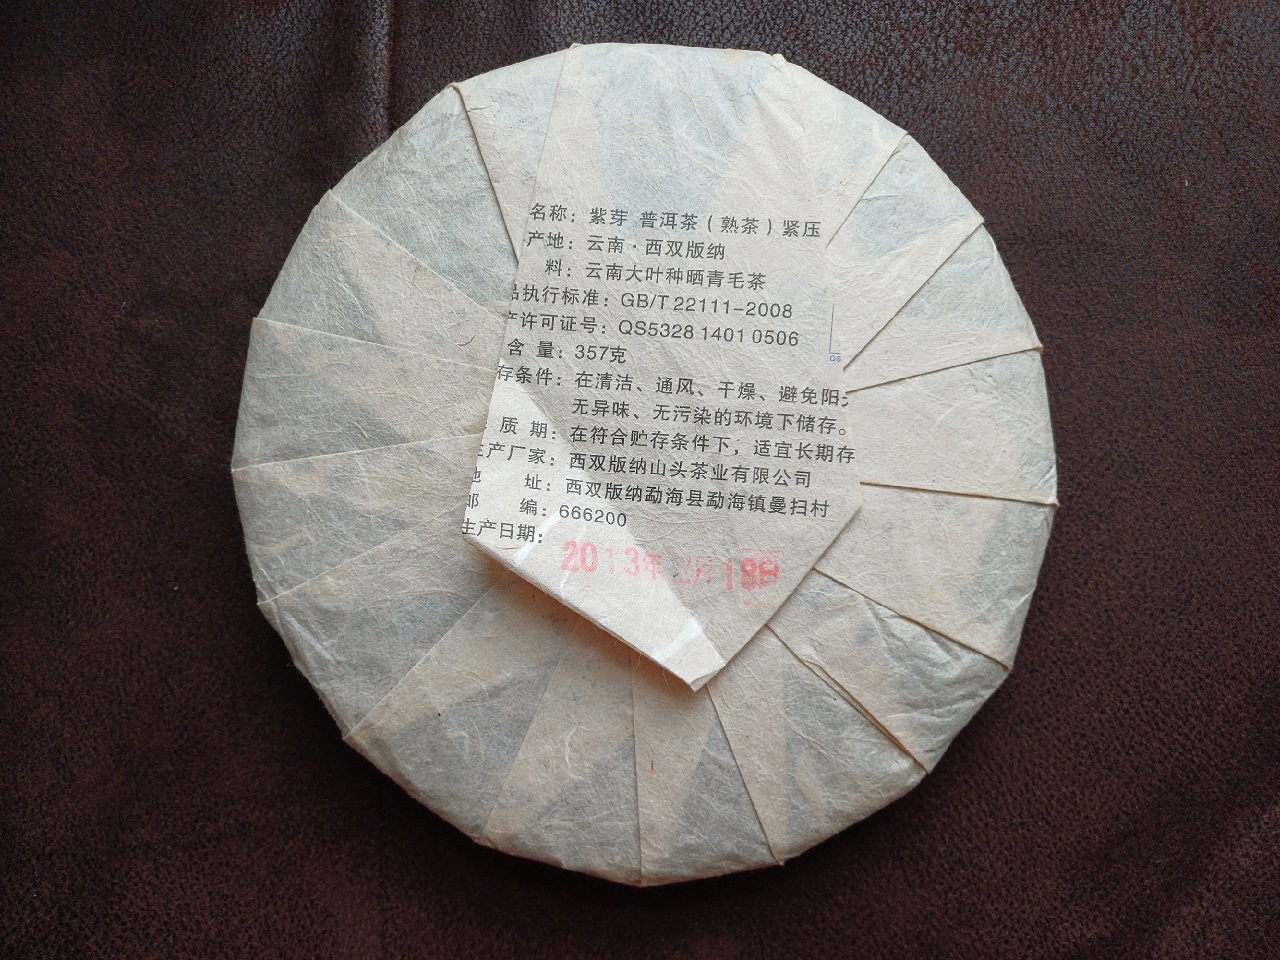 名称：紫芽 普洱茶（熟茶）紧压
产地：云南·西双版纳
料：云南大叶种晒青毛茶
品执行标准：GB/T 22111-2008
产许可证号：QS5328 1401 0506
含 量：357克
存条件：在清洁、通风、干燥、避免阳
无异味、无污染的环境下储存。
质 期：在符合贮存条件下，适宜长期存
生产厂家：西双版纳山头茶业有限公司
地 址：西双版纳勐海县勐海镇曼扫村
邮 编：666200
生产日期：
2013年 月18日
QS